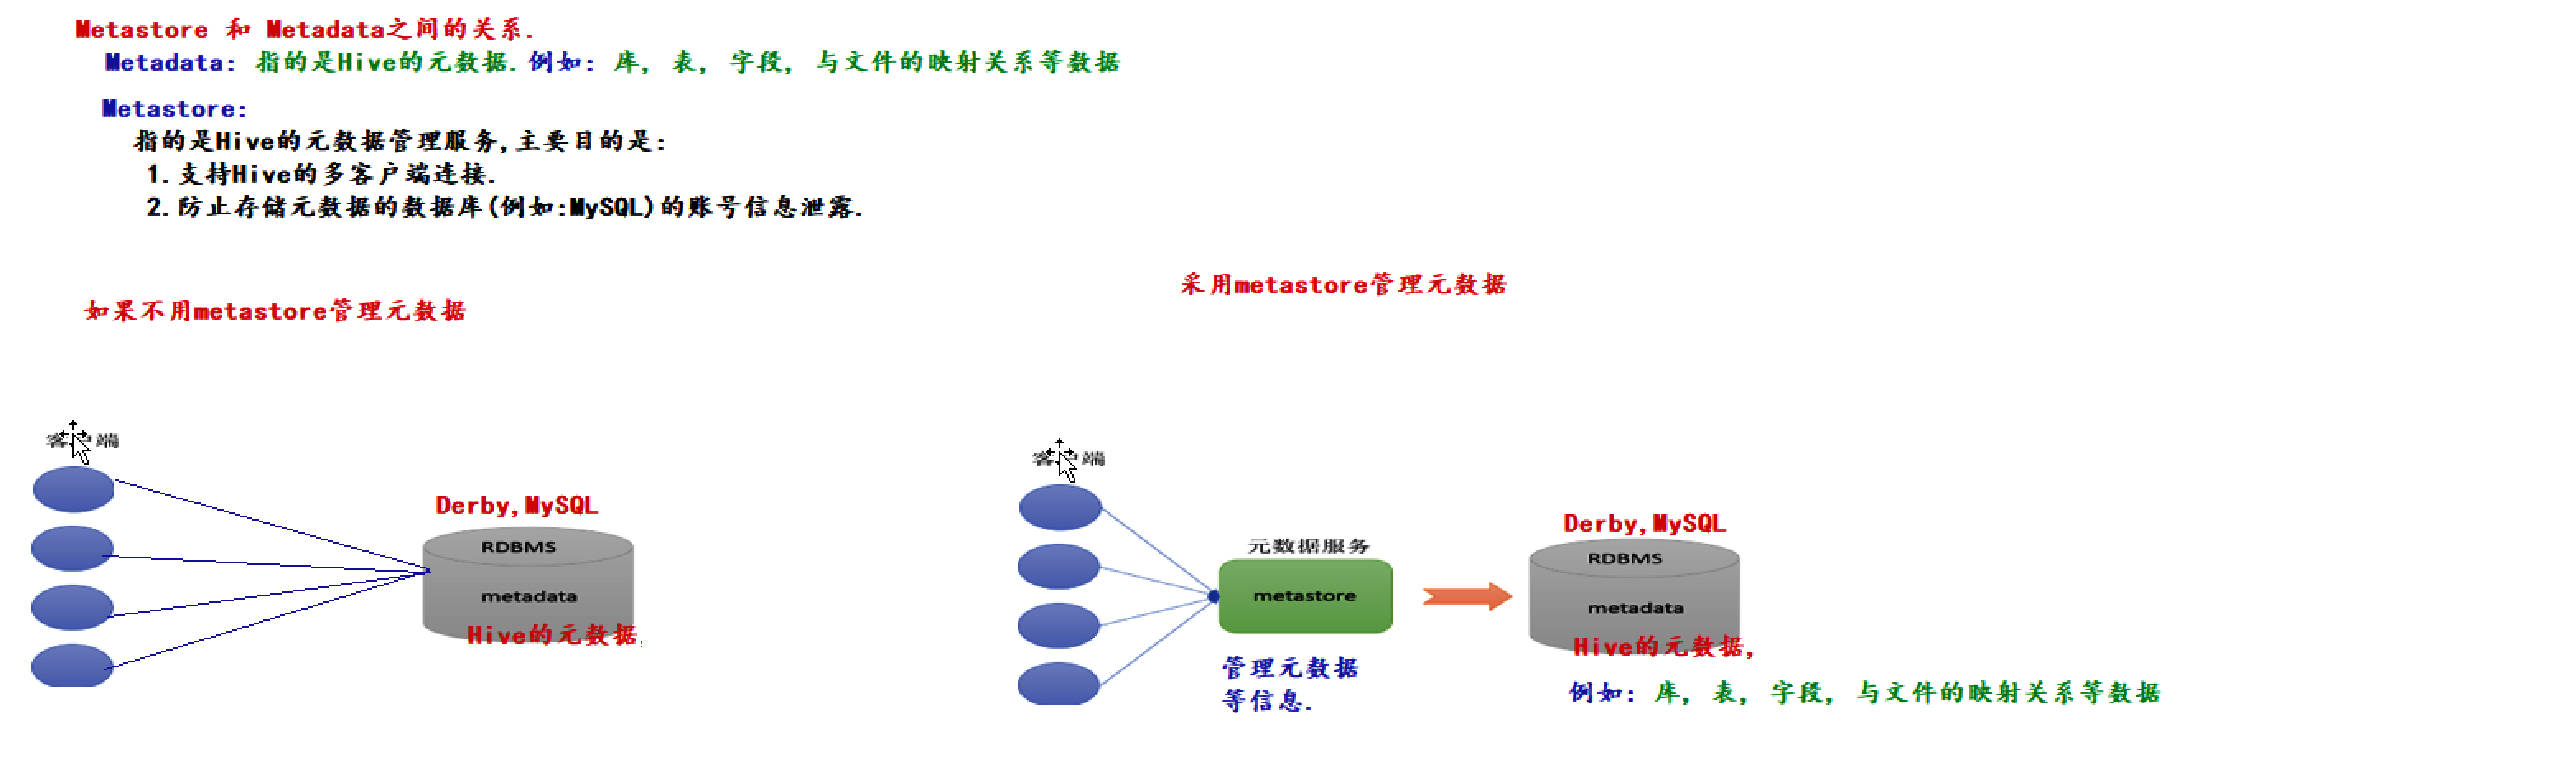 Metastore 和 Metadata之间的关系.
Metadata: 指的是Hive的元数据. 例如: 库, 表, 字段, 与文件的映射关系等数据
Metastore:
指的是Hive的元数据管理服务,主要目的是:
1.支持Hive的多客户端连接.
2.防止存储元数据的数据库(例如:MySQL)的账号信息泄露.
如果不用metastore管理元数据
客户端
Derby,MySQL
RDBMS
metadata
Hive的元数据,
采用metastore管理元数据
客户端
元数据服务
metastore
管理元数据
等信息.
Derby,MySQL
RDBMS
metadata
Hive的元数据,
例如: 库, 表, 字段, 与文件的映射关系等数据